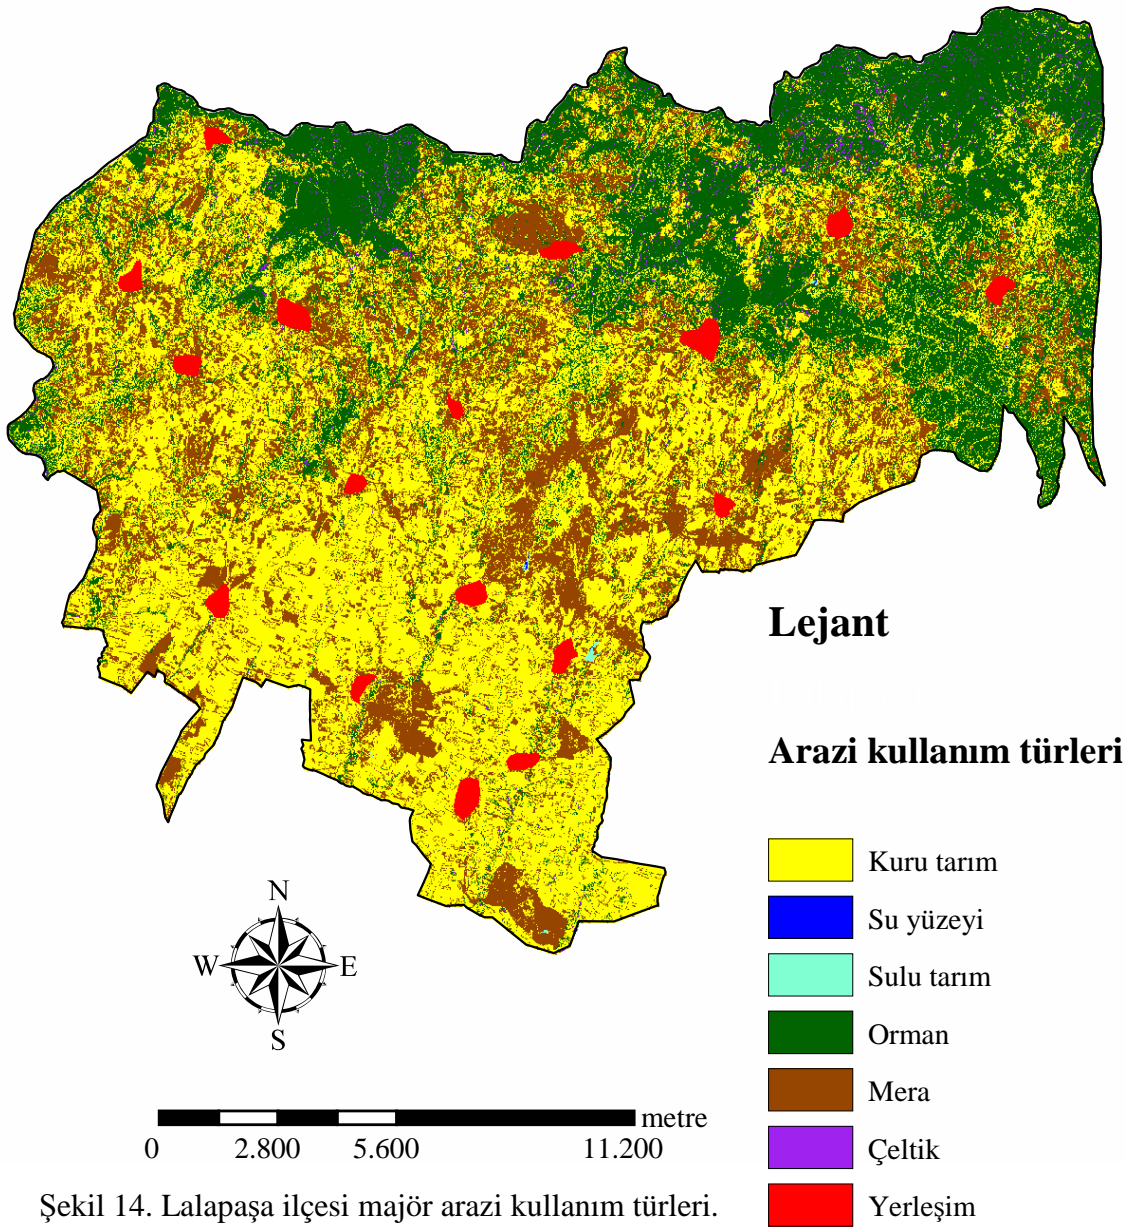 Lejant
Arazi kullanım türleri
Kuru tarım
Su yüzeyi
Sulu tarım
Orman
Mera
Çeltik
Yerleşim
N
W E
S
metre
0 2.800 5.600 11.200
Şekil 14. Lalapaşa ilçesi majör arazi kullanım türleri.